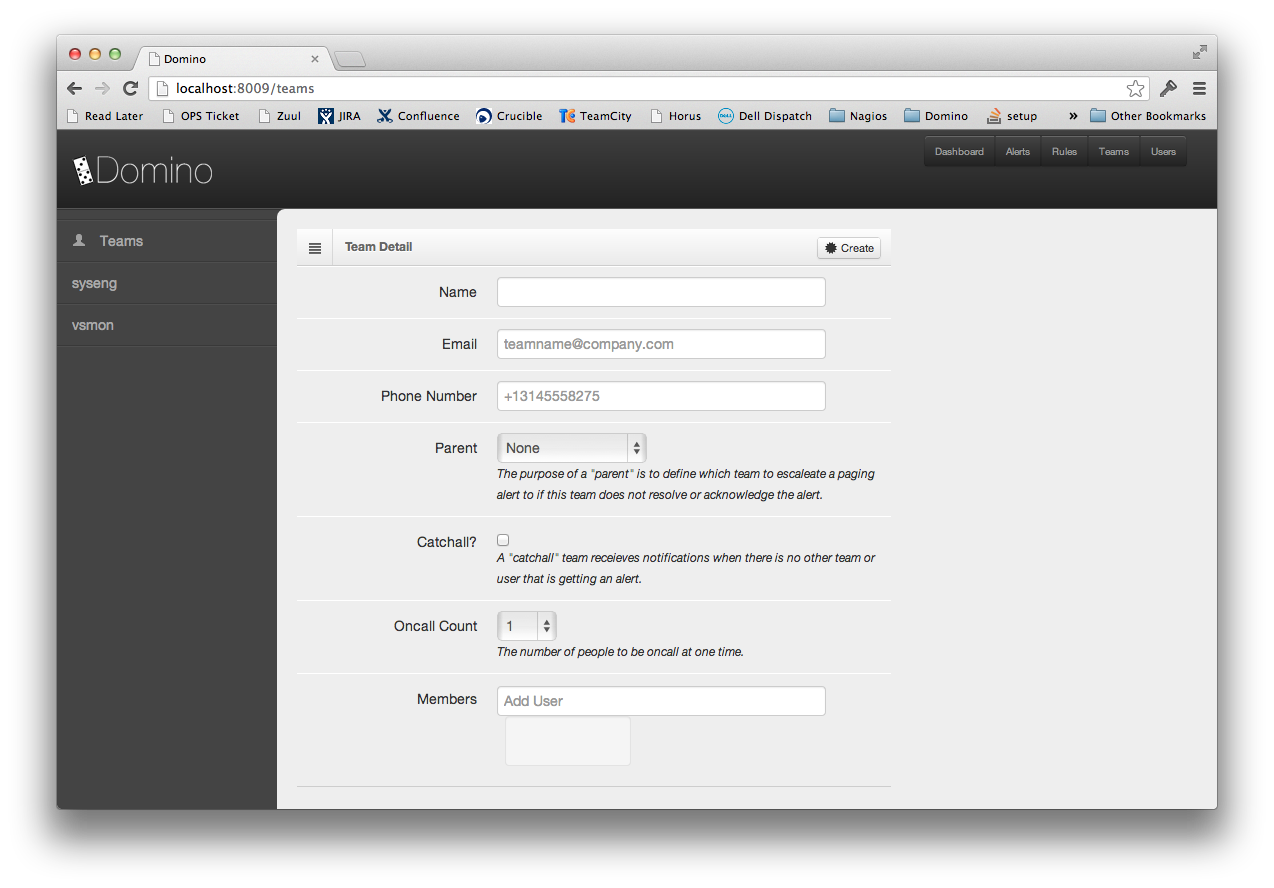 Domino
localhost:8009/teams
Read Later OPS Ticket Zuul JIRA Confluence Crucible TeamCity Horus Dell Dispatch Nagios Domino setup » Other Bookmarks
Domino
Dashboard Alerts Rules Teams Users
Teams
syseng
vsmon
Team Detail
Create
Name
Email teamname@company.com
Phone Number +13145558275
Parent None
The purpose of a "parent" is to define which team to escaleate a paging
alert to if this team does not resolve or acknowledge the alert.
Catchall?
A "catchall" team receieves notifications when there is no other team or
user that is getting an alert.
Oncall Count 1
The number of people to be oncall at one time.
Members Add User